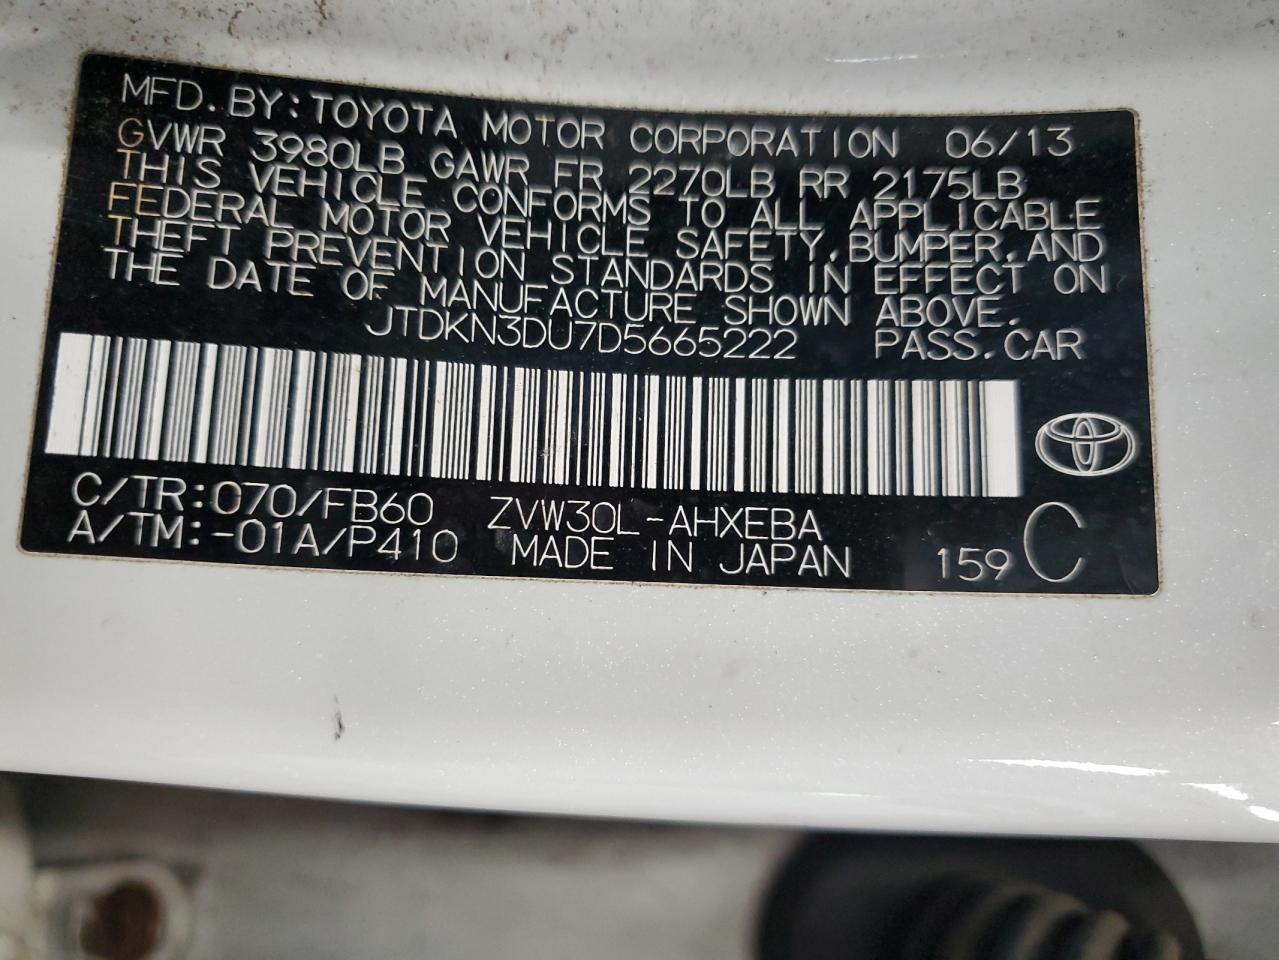 MFD. BY: TOYOTA MOTOR CORPORATION 06/13
GVWR 3980LB GAWR FR 2270LB RR 2175LB
THIS VEHICLE CONFORMS TO ALL APPLICABLE
FEDERAL MOTOR VEHICLE SAFETY, BUMPER, AND
THEFT PREVENTION STANDARDS IN EFFECT ON
THE DATE OF MANUFACTURE SHOWN ABOVE.
JTDKN3DU7D5665222 PASS. CAR
C/TR: 070/FB60 ZVW30L-AHXEBA
A/TM: -01A/P410 MADE IN JAPAN 159 C